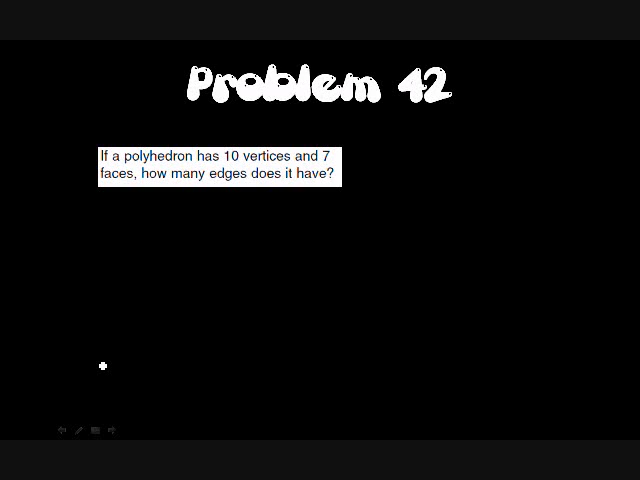 Problem 42
If a polyhedron has 10 vertices and 7
faces, how many edges does it have?